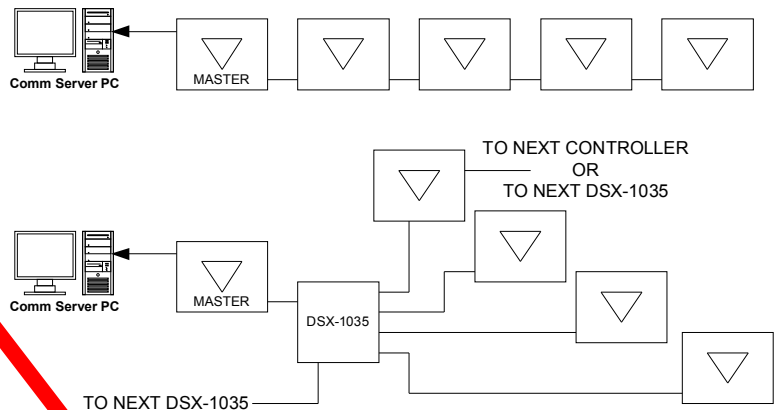 Comm Server PC
MASTER
TO NEXT CONTROLLER
OR
TO NEXT DSX-1035
Comm Server PC
MASTER
DSX-1035
TO NEXT DSX-1035